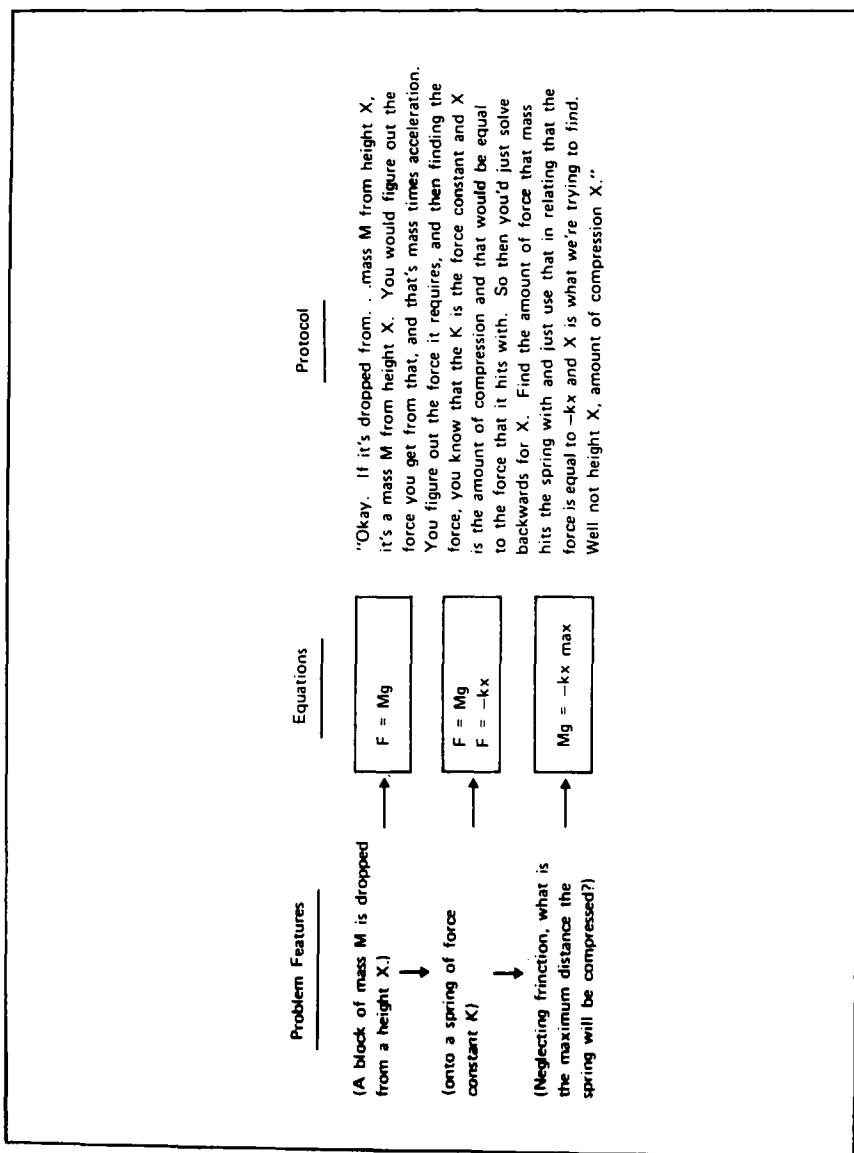 Problem Features
(A block of mass M is dropped
from a height X.)
(onto a spring of force
constant K)
(Neglecting frinction, what is
the maximum distance the
spring will be compressed?)
Equations
F = Mg
F = Mg
F = −kx
Mg = −kx max
Protocol
"Okay. If it's dropped from. . .mass M from height X,
it's a mass M from height X. You would figure out the
force you get from that, and that's mass times acceleration.
You figure out the force it requires, and then finding the
force, you know that the K is the force constant and X
is the amount of compression and that would be equal
to the force that it hits with. So then you'd just solve
backwards for X. Find the amount of force that mass
hits the spring with and just use that in relating that the
force is equal to −kx and X is what we're trying to find.
Well not height X, amount of compression X."